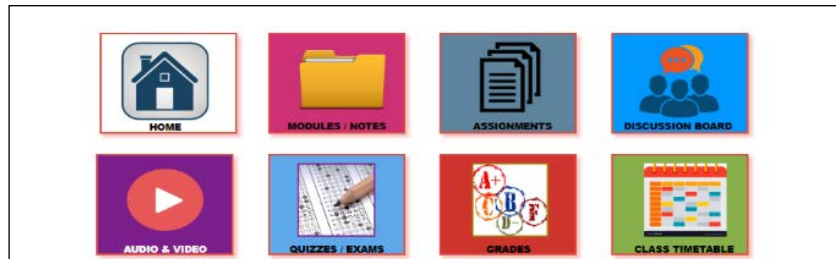 HOME
MODULES / NOTES
ASSIGNMENTS
DISCUSSION BOARD
AUDIO & VIDEO
QUIZZES / EXAMS
A+
C B F
D-
GRADES
CLASS TIMETABLE